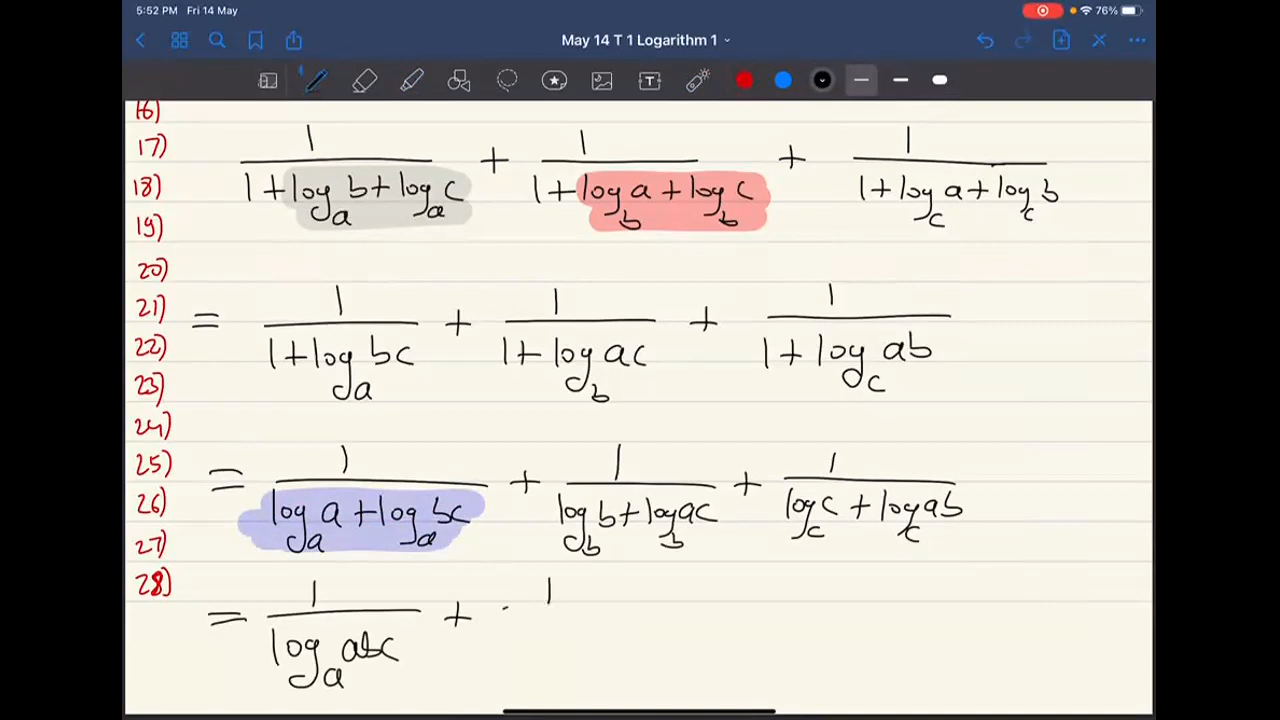 5:52 PM Fri 14 May 76%
May 14 T 1 Logarithm 1
16)
17)
18)
19)
20)
21)
22)
23)
24)
25)
26)
27)
28)
1/(1+log_a b+log_a c) + 1/(1+log_b a+log_b c) + 1/(1+log_c a+log_c b)
= 1/(1+log_a bc) + 1/(1+log_b ac) + 1/(1+log_c ab)
= 1/(log_a a+log_a bc) + 1/(log_b b+log_b ac) + 1/(log_c c+log_c ab)
= 1/(log_a abc) + 1